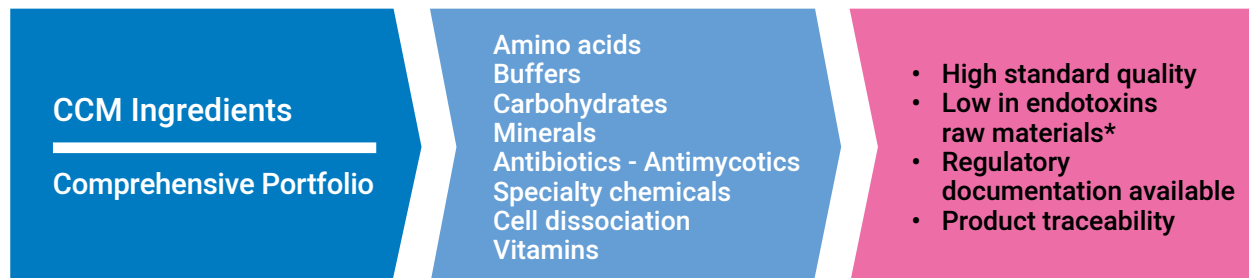 CCM Ingredients
Comprehensive Portfolio
Amino acids
Buffers
Carbohydrates
Minerals
Antibiotics - Antimycotics
Specialty chemicals
Cell dissociation
Vitamins
• High standard quality
• Low in endotoxins
raw materials*
• Regulatory
documentation available
• Product traceability